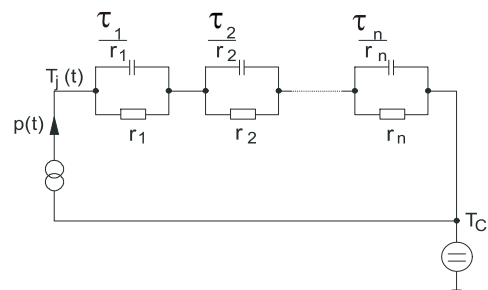 τ1/r1 τ2/r2 τn/rn
Tj(t)
p(t)
r1 r2 rn
TC